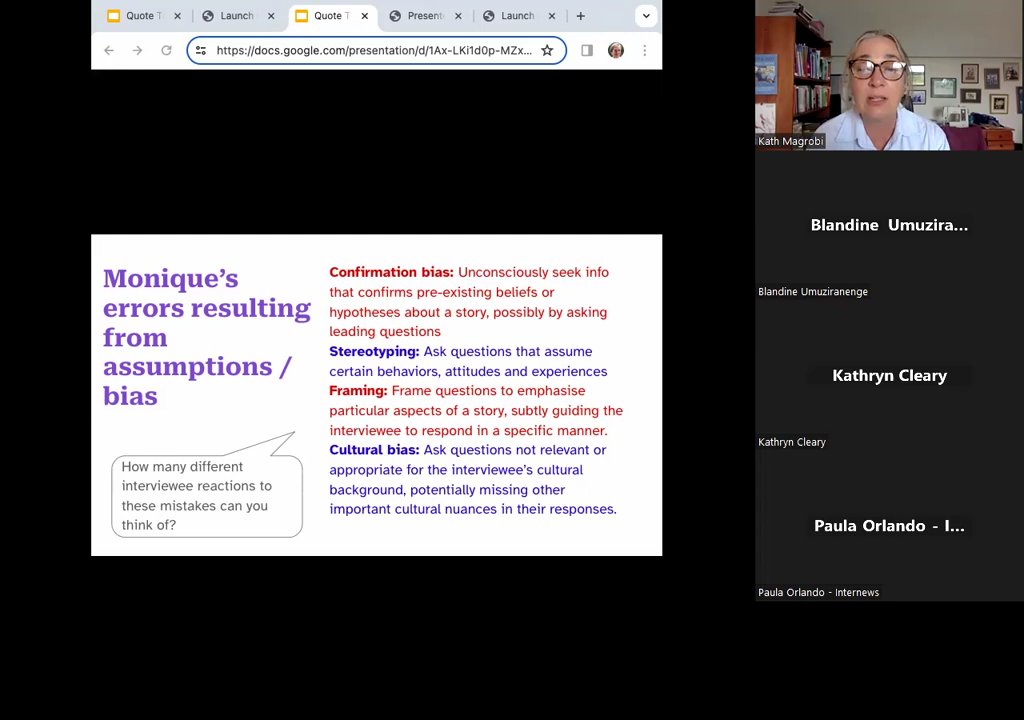 Quote T
Launch
Quote T
Present
Launch
https://docs.google.com/presentation/d/1Ax-LKi1d0p-MZx...
Monique's
errors resulting
from
assumptions /
bias
How many different
interviewee reactions to
these mistakes can you
think of?
Confirmation bias: Unconsciously seek info
that confirms pre-existing beliefs or
hypotheses about a story, possibly by asking
leading questions
Stereotyping: Ask questions that assume
certain behaviors, attitudes and experiences
Framing: Frame questions to emphasise
particular aspects of a story, subtly guiding the
interviewee to respond in a specific manner.
Cultural bias: Ask questions not relevant or
appropriate for the interviewee's cultural
background, potentially missing other
important cultural nuances in their responses.
Kath Magrobi
Blandine Umuzira...
Blandine Umuziranenge
Kathryn Cleary
Kathryn Cleary
Paula Orlando - I...
Paula Orlando - Internews